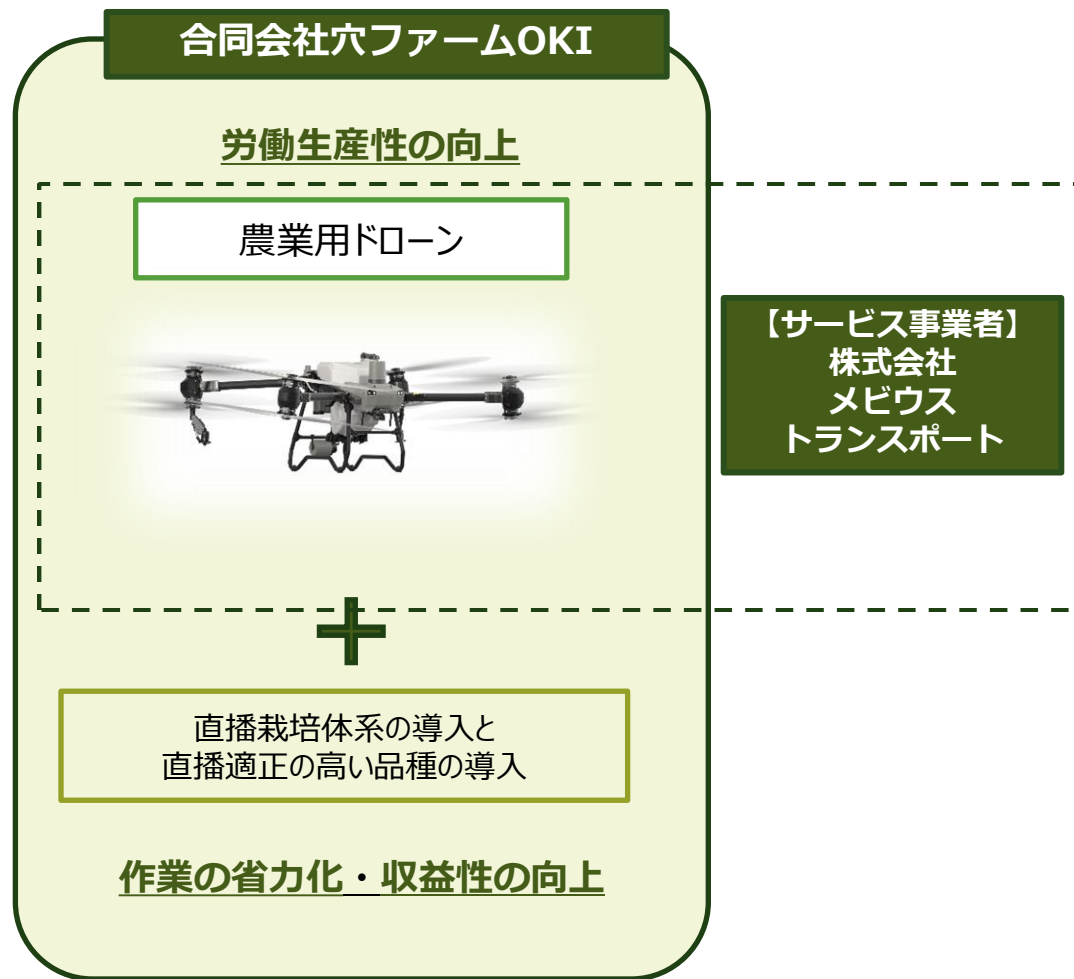 合同会社穴ファームOKI
労働生産性の向上
農業用ドローン
【サービス事業者】
株式会社
メビウス
トランスポート
直播栽培体系の導入と
直播適正の高い品種の導入
作業の省力化・収益性の向上